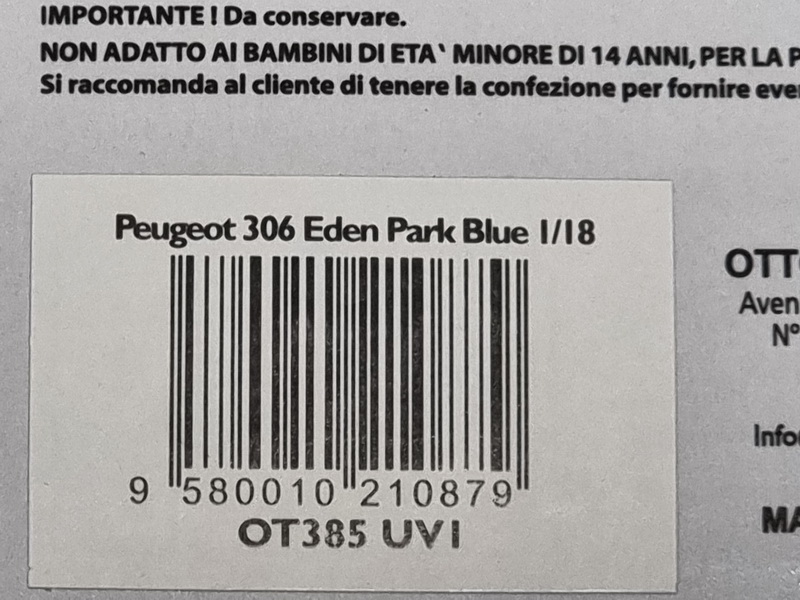 IMPORTANTE ! Da conservare.
NON ADATTO AI BAMBINI DI ETA` MINORE DI 14 ANNI, PER LA
Si raccomanda al cliente di tenere la confezione per fornire
Peugeot 306 Eden Park Blue 1/18
9 580010 210879
OT385 UV1
N°